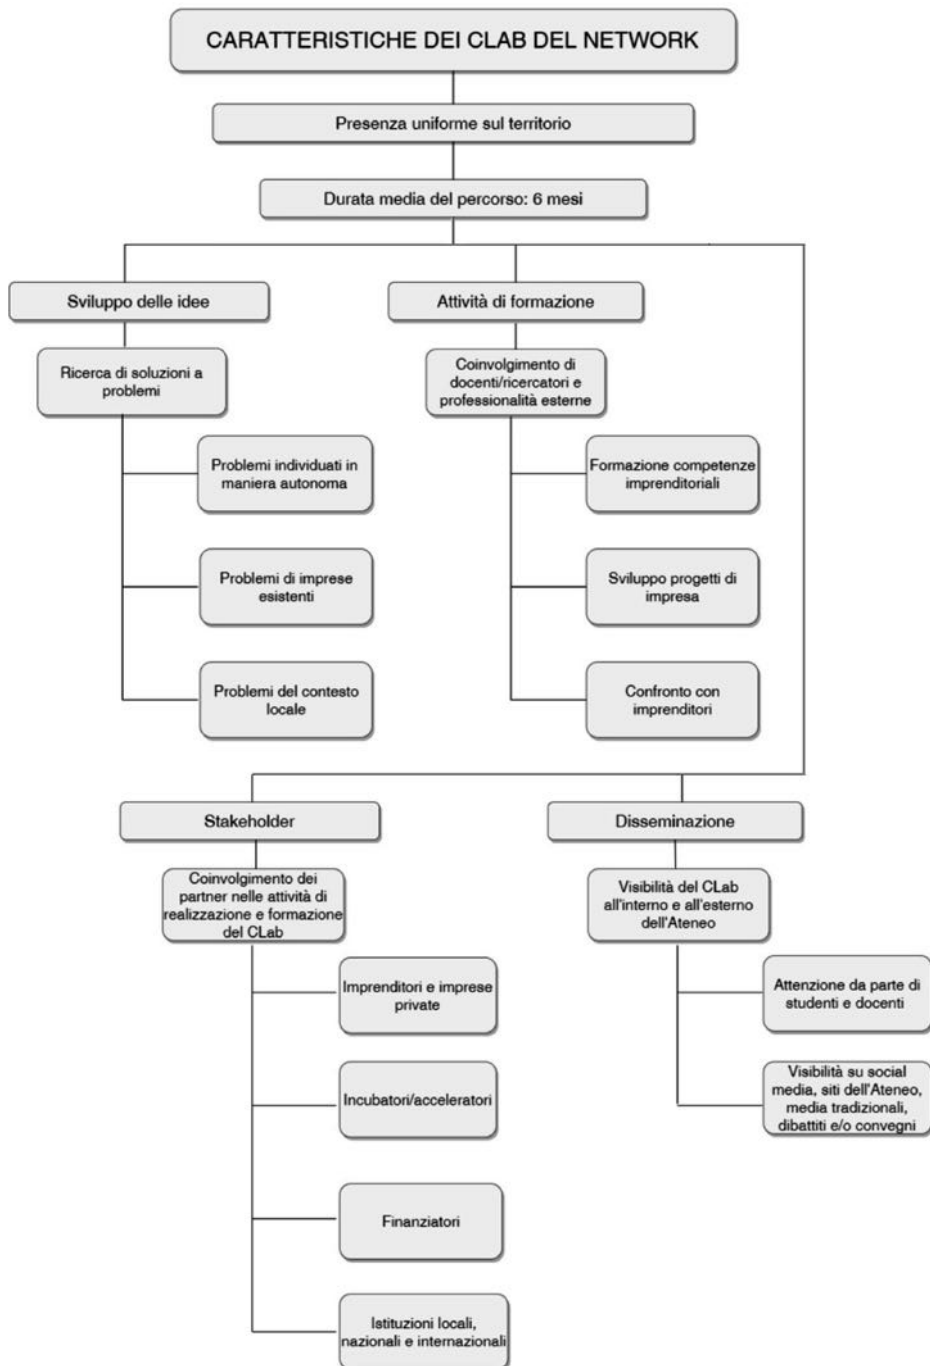 CARATTERISTICHE DEI CLAB DEL NETWORK
Presenza uniforme sul territorio
Durata media del percorso: 6 mesi
Sviluppo delle idee
Ricerca di soluzioni a
problemi
Problemi individuati in
maniera autonoma
Problemi di imprese
esistenti
Problemi del contesto
locale
Attività di formazione
Coinvolgimento di
docenti/ricercatori e
professionalità esterne
Formazione competenze
imprenditoriali
Sviluppo progetti di
impresa
Confronto con
imprenditori
Stakeholder
Coinvolgimento dei
partner nelle attività di
realizzazione e formazione
del CLab
Imprenditori e imprese
private
Incubatori/acceleratori
Finanziatori
Istituzioni locali,
nazionali e internazionali
Disseminazione
Visibilità del CLab
all'interno e all'esterno
dell'Ateneo
Attenzione da parte di
studenti e docenti
Visibilità su social
media, siti dell'Ateneo,
media tradizionali,
dibattiti e/o convegni